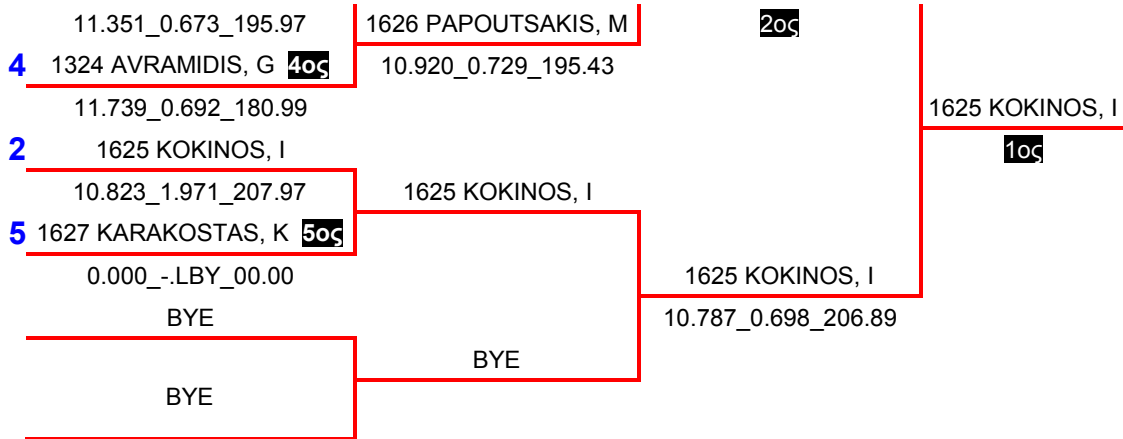 11.351_0.673_195.97
1626 PAPOUTSAKIS, M
2ος
4 1324 AVRAMIDIS, G 4ος
10.920_0.729_195.43
11.739_0.692_180.99
1625 KOKINOS, I
2 1625 KOKINOS, I
1ος
10.823_1.971_207.97
1625 KOKINOS, I
5 1627 KARAKOSTAS, K 5ος
0.000_-.LBY_00.00
1625 KOKINOS, I
BYE
10.787_0.698_206.89
BYE
BYE